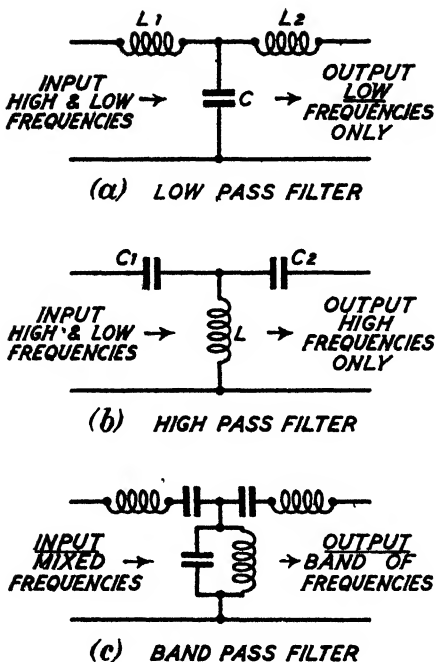 L1 L2
INPUT
HIGH & LOW
FREQUENCIES
C
OUTPUT
LOW
FREQUENCIES
ONLY
(a) LOW PASS FILTER
C1 C2
INPUT
HIGH & LOW
FREQUENCIES
L
OUTPUT
HIGH
FREQUENCIES
ONLY
(b) HIGH PASS FILTER
INPUT
MIXED
FREQUENCIES
OUTPUT
BAND OF
FREQUENCIES
(c) BAND PASS FILTER